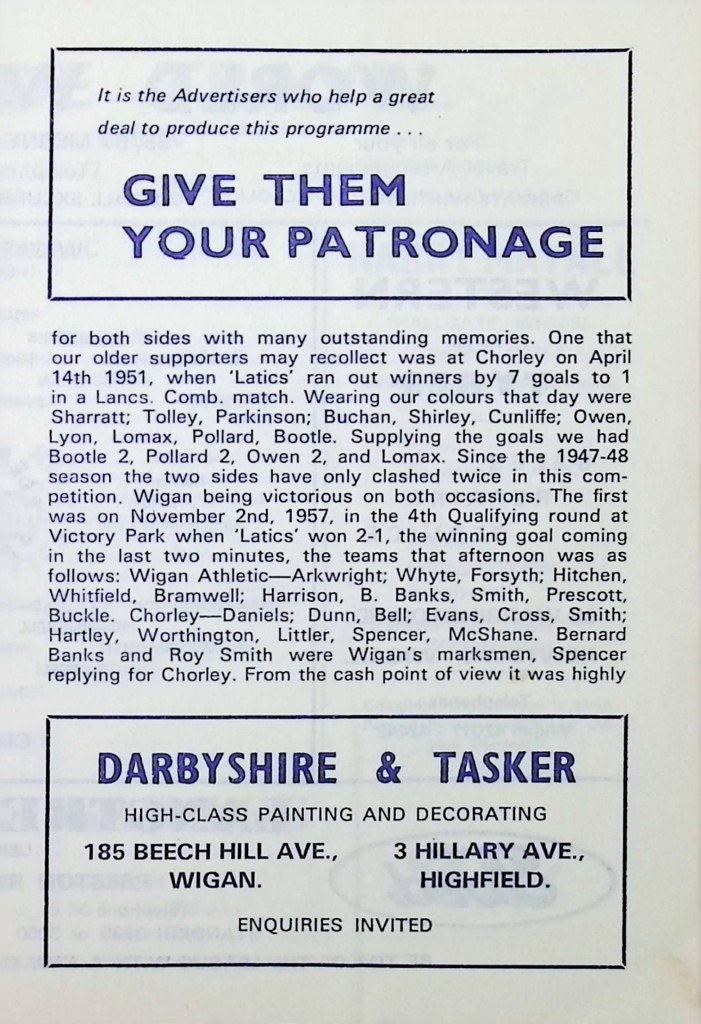 It is the Advertisers who help a great
deal to produce this programme . . .
GIVE THEM
YOUR PATRONAGE
for both sides with many outstanding memories. One that
our older supporters may recollect was at Chorley on April
14th 1951, when 'Latics' ran out winners by 7 goals to 1
in a Lancs. Comb. match. Wearing our colours that day were
Sharratt; Tolley, Parkinson; Buchan, Shirley, Cunliffe; Owen,
Lyon, Lomax, Pollard, Bootle. Supplying the goals we had
Bootle 2, Pollard 2, Owen 2, and Lomax. Since the 1947-48
season the two sides have only clashed twice in this com-
petition. Wigan being victorious on both occasions. The first
was on November 2nd, 1957, in the 4th Qualifying round at
Victory Park when 'Latics' won 2-1, the winning goal coming
in the last two minutes, the teams that afternoon was as
follows: Wigan Athletic—Arkwright; Whyte, Forsyth; Hitchen,
Whitfield, Bramwell; Harrison, B. Banks, Smith, Prescott,
Buckle. Chorley—Daniels; Dunn, Bell; Evans, Cross, Smith;
Hartley, Worthington, Littler, Spencer, McShane. Bernard
Banks and Roy Smith were Wigan's marksmen, Spencer
replying for Chorley. From the cash point of view it was highly
DARBYSHIRE & TASKER
HIGH-CLASS PAINTING AND DECORATING
185 BEECH HILL AVE., 3 HILLARY AVE.,
WIGAN. HIGHFIELD.
ENQUIRIES INVITED